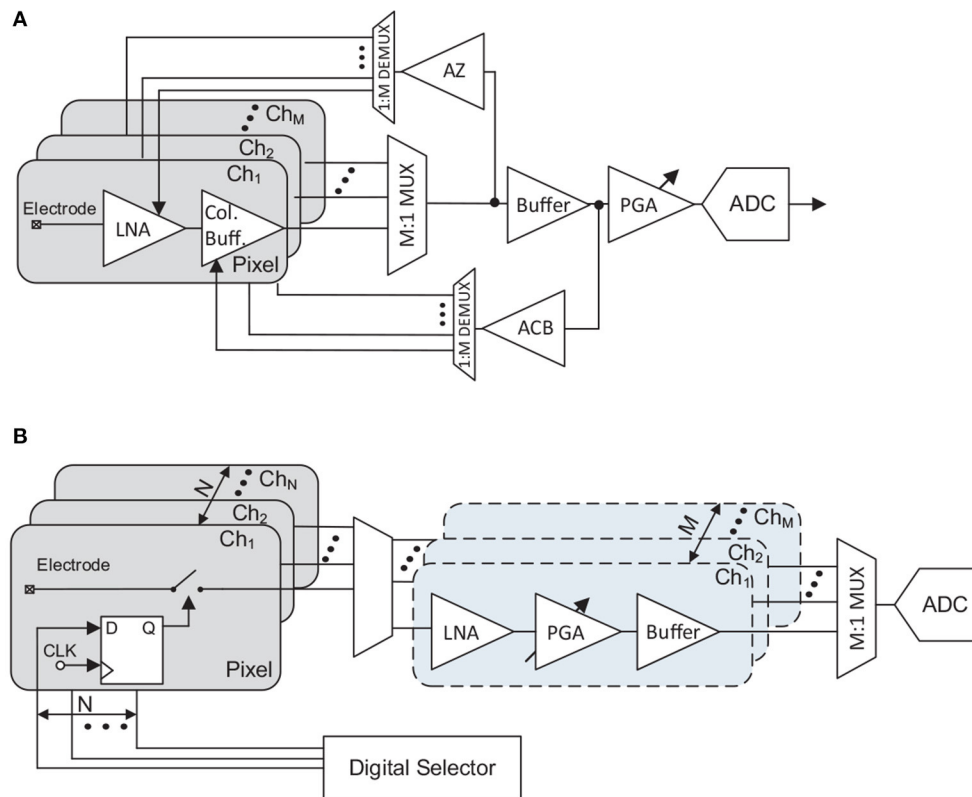 A
1:M DEMUX
AZ
ChM
Ch2
Ch1
Electrode
LNA
Col.
Buff.
Pixel
M:1 MUX
Buffer
PGA
ADC
1:M DEMUX
ACB
B
N
ChN
Ch2
Ch1
Electrode
D Q
CLK
Pixel
N
M
ChM
Ch2
Ch1
LNA
PGA
Buffer
M:1 MUX
ADC
Digital Selector